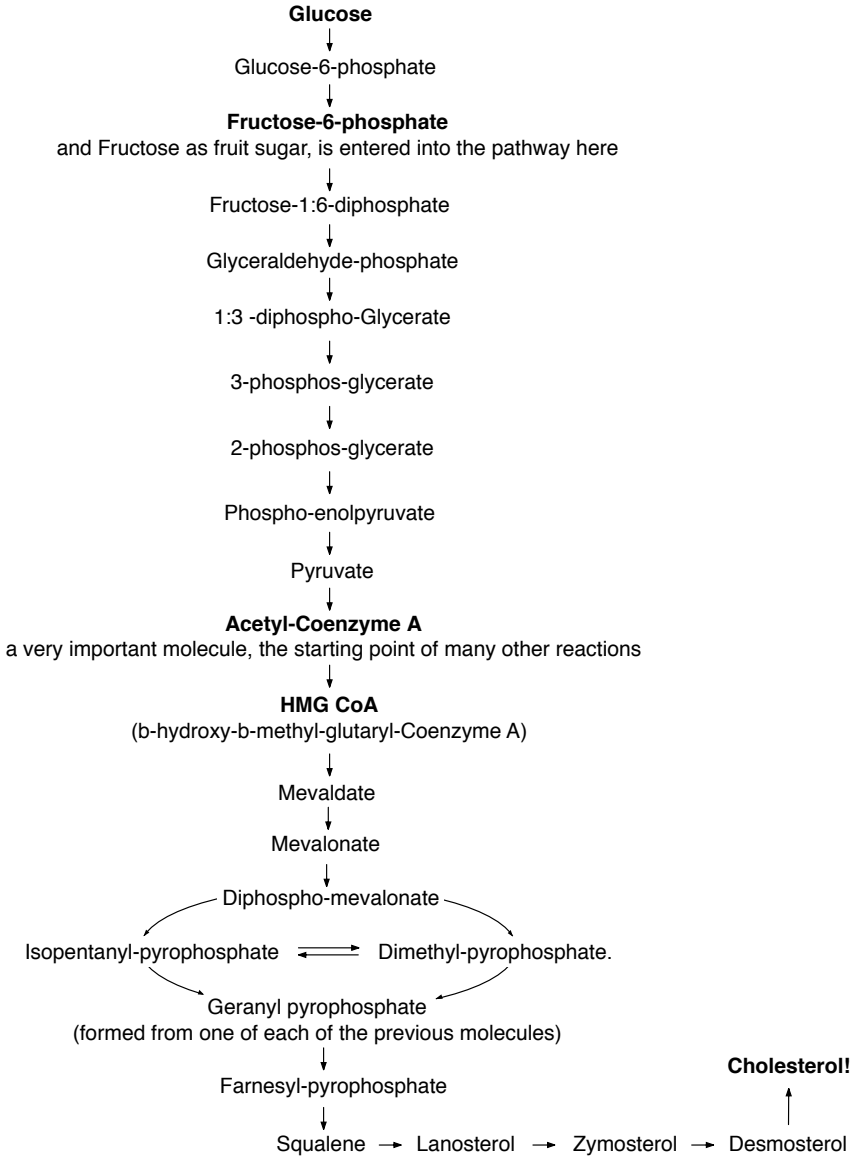 Glucose
Glucose-6-phosphate
Fructose-6-phosphate
and Fructose as fruit sugar, is entered into the pathway here
Fructose-1:6-diphosphate
Glyceraldehyde-phosphate
1:3 -diphospho-Glycerate
3-phosphos-glycerate
2-phosphos-glycerate
Phospho-enolpyruvate
Pyruvate
Acetyl-Coenzyme A
a very important molecule, the starting point of many other reactions
HMG CoA
(b-hydroxy-b-methyl-glutaryl-Coenzyme A)
Mevaldate
Mevalonate
Diphospho-mevalonate
Isopentanyl-pyrophosphate Dimethyl-pyrophosphate.
Geranyl pyrophosphate
(formed from one of each of the previous molecules)
Farnesyl-pyrophosphate
Squalene Lanosterol Zymosterol Desmosterol
Cholesterol!